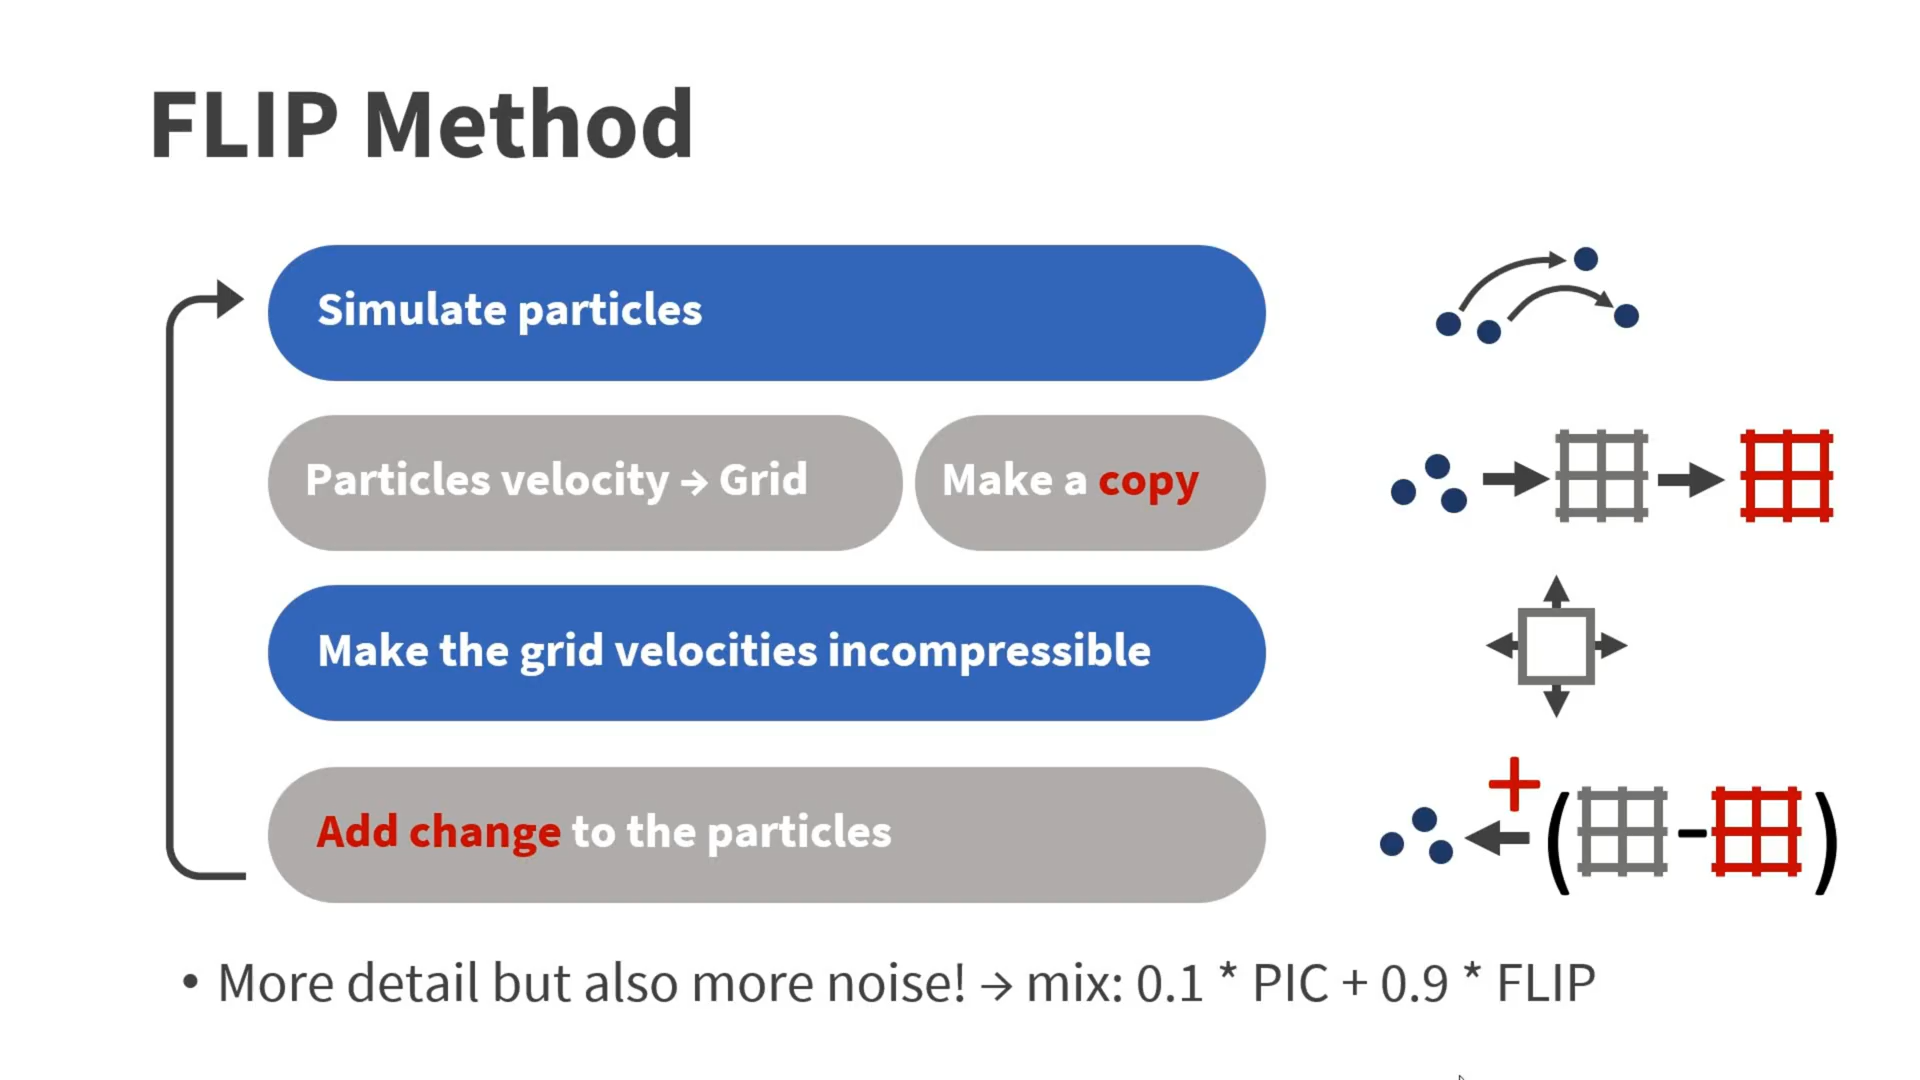 FLIP Method
Simulate particles
Particles velocity → Grid
Make a copy
Make the grid velocities incompressible
Add change to the particles
• More detail but also more noise! → mix: 0.1 * PIC + 0.9 * FLIP